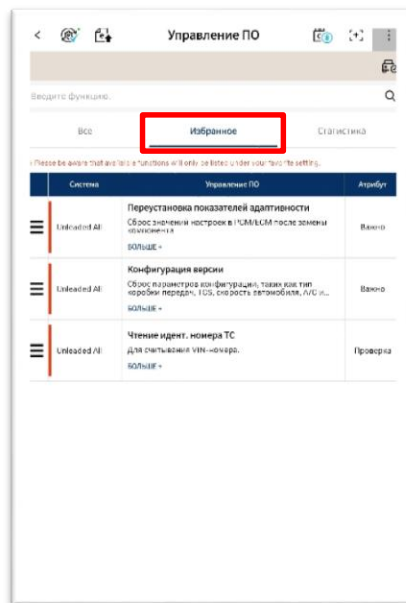 Управление ПО
Введите функцию.
Все Избранное Статистика
Please be aware that available functions will only be listed under your favorite setting.
Система Управление ПО Атрибут
Переустановка показателей адаптивности
Unleaded All Сброс значений настроек в PCM/ECM после замены Важно
компонента
БОЛЬШЕ +
Конфигурация версии
Unleaded All Сброс параметров конфигурации, таких как тип Важно
коробки передач, TCS, скорость автомобиля, A/C и...
БОЛЬШЕ +
Чтение идент. номера ТС
Unleaded All Для считывания VIN-номера. Проверка
БОЛЬШЕ +